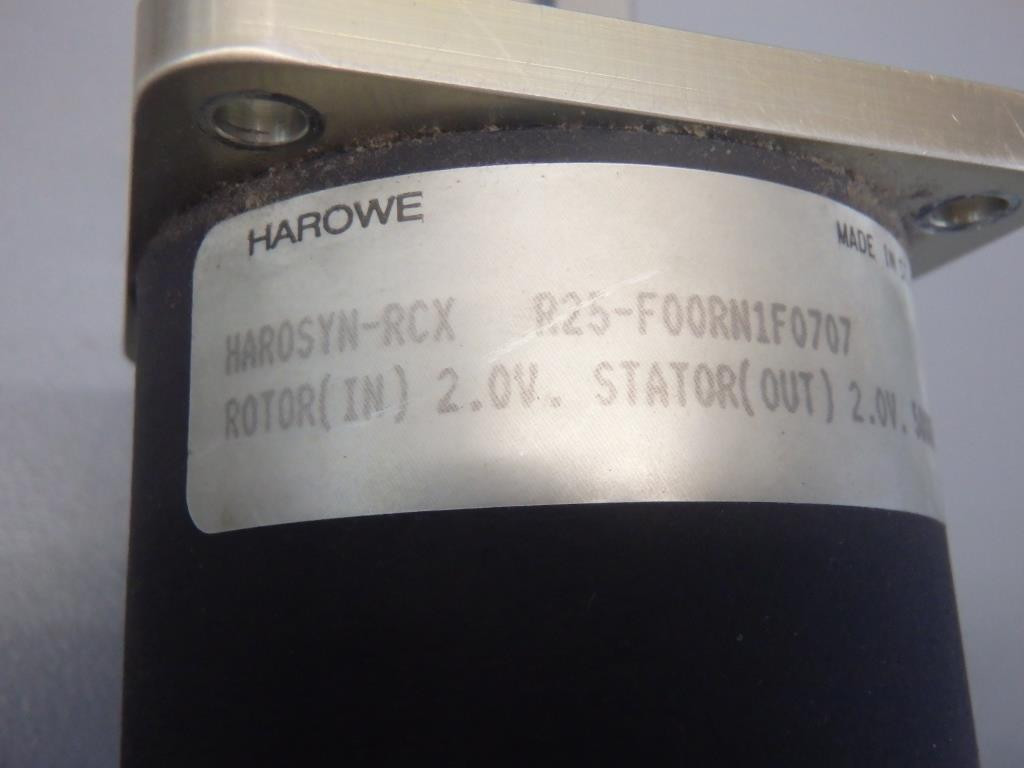 HAROWE
MADE IN
HAROSYN-RCX R25-F00RN1F0707
ROTOR(IN) 2.0V. STATOR(OUT) 2.0V.